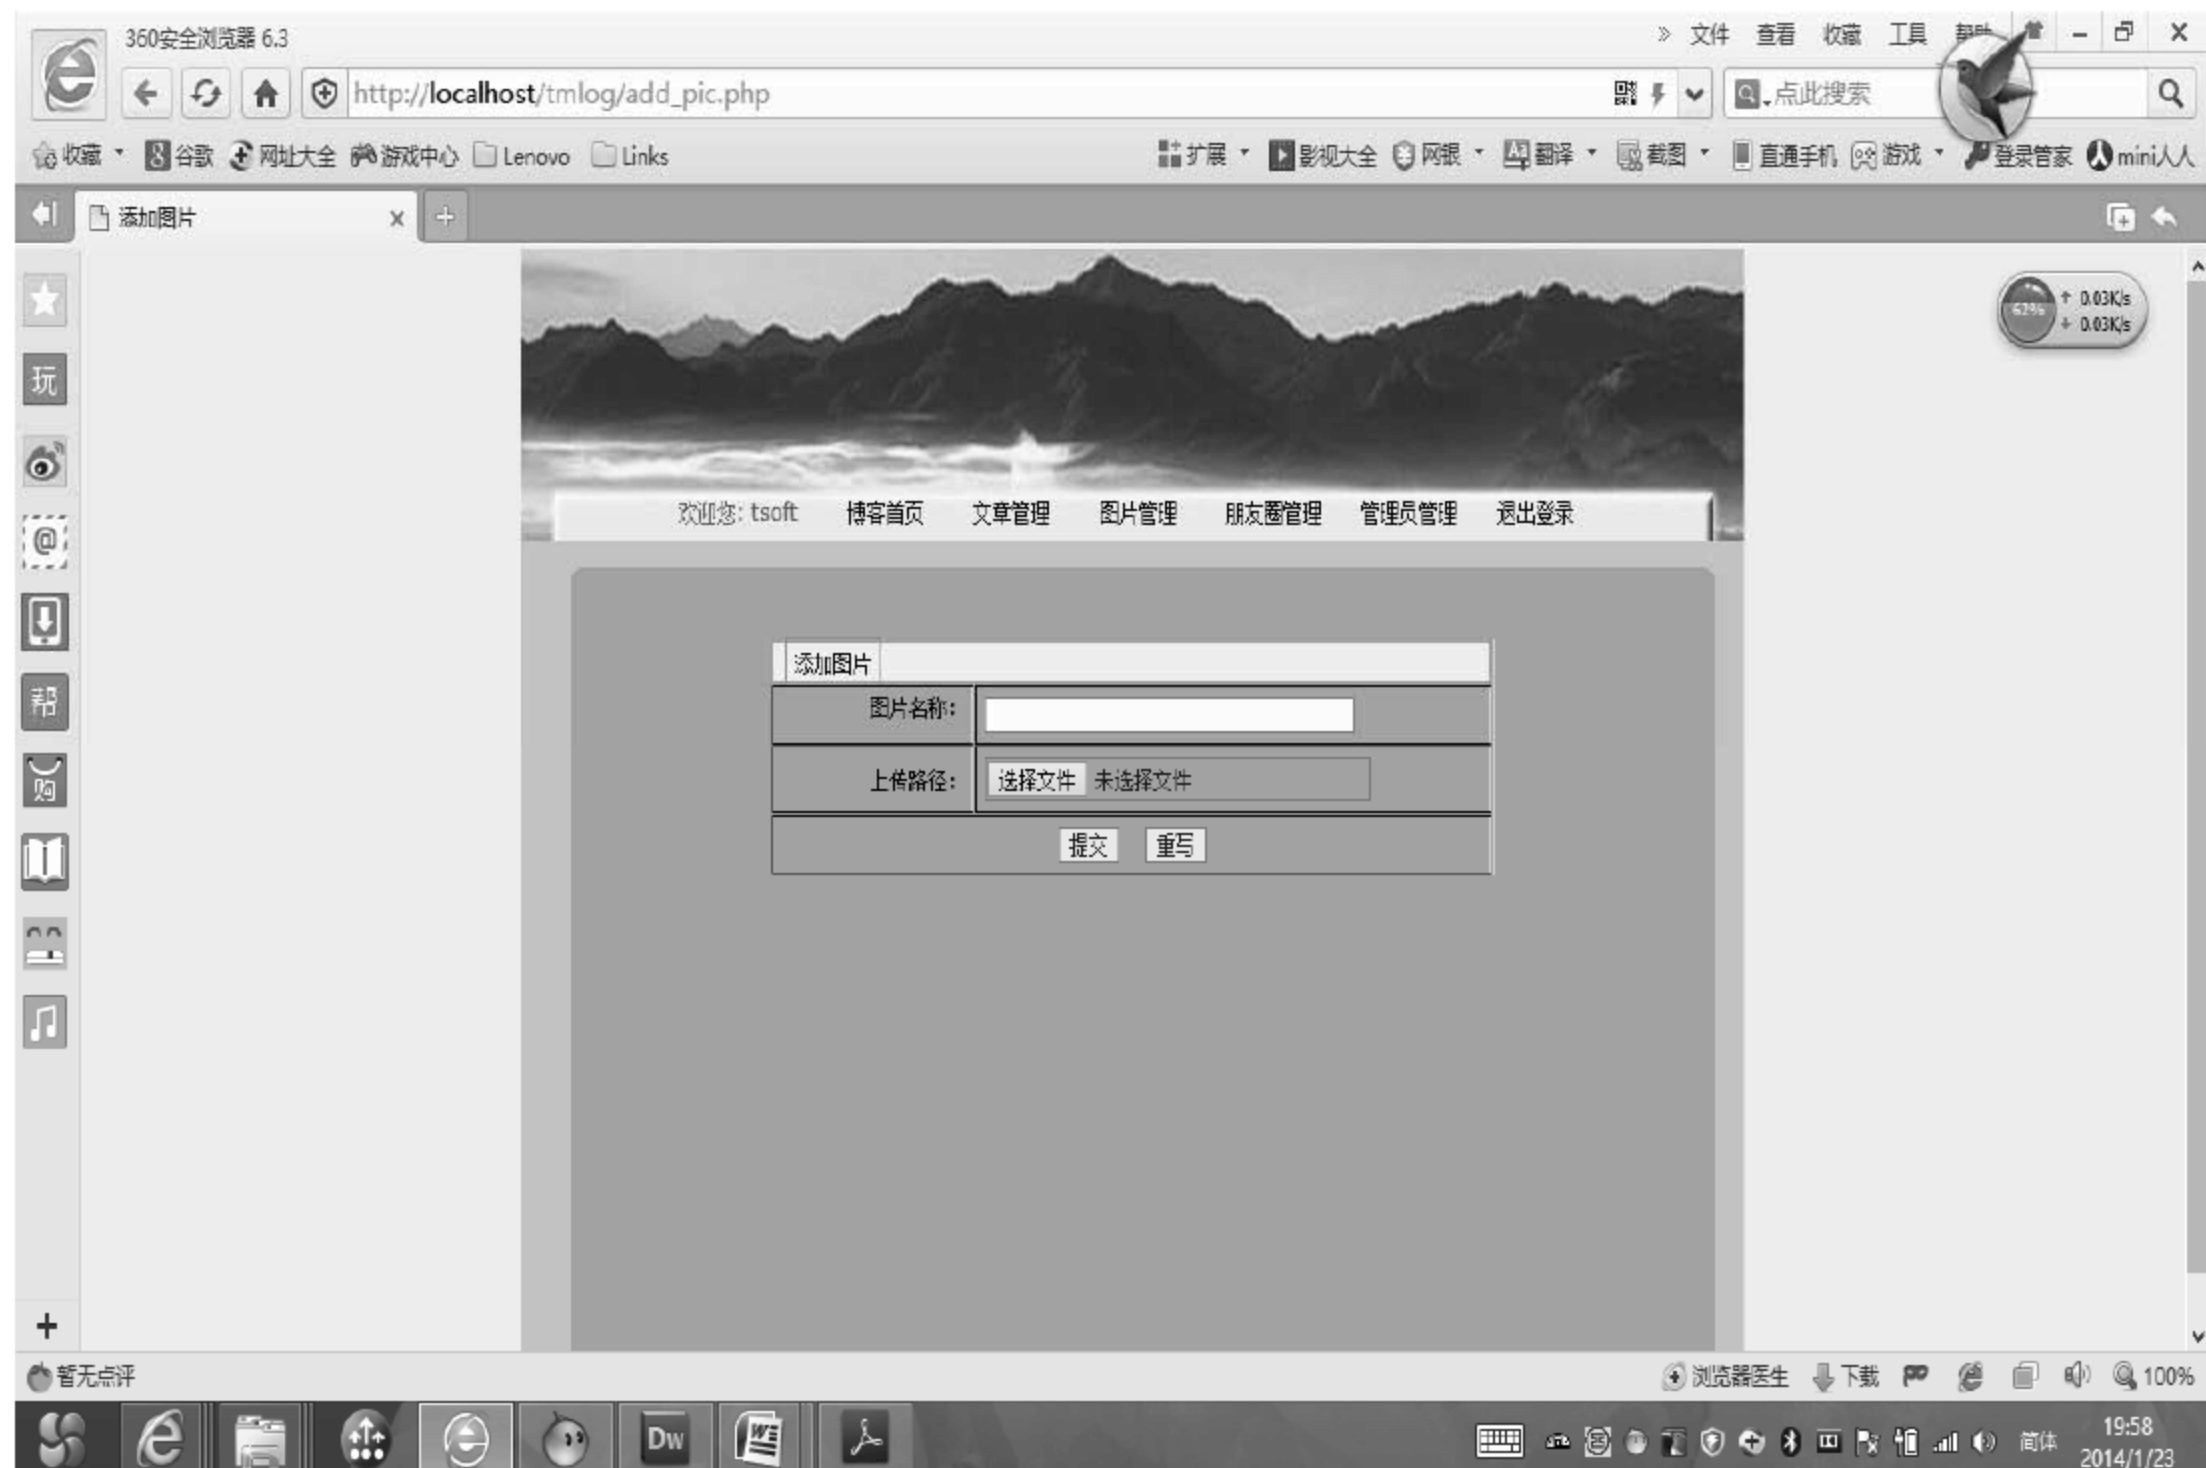 360安全浏览器 6.3
» 文件 查看 收藏 工具 帮助
http://localhost/tmlog/add_pic.php
点此搜索
收藏 谷歌 网址大全 游戏中心 Lenovo Links 扩展 影视大全 网银 翻译 截图 直通手机 游戏 登录管家 mini人人
添加图片
62%
0.03K/s
0.03K/s
玩
@
帮
购
欢迎您: tsoft 博客首页 文章管理 图片管理 朋友圈管理 管理员管理 退出登录
添加图片
图片名称:
上传路径: 选择文件 未选择文件
提交 重写
暂无点评
浏览器医生 下载 100%
Dw
W
简体
19:58
2014/1/23